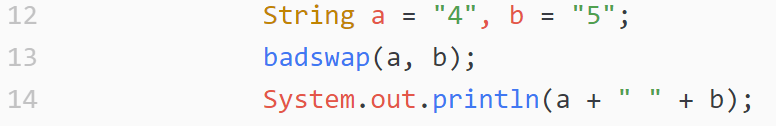 12 String a = "4", b = "5";
13 badswap(a, b);
14 System.out.println(a + " " + b);